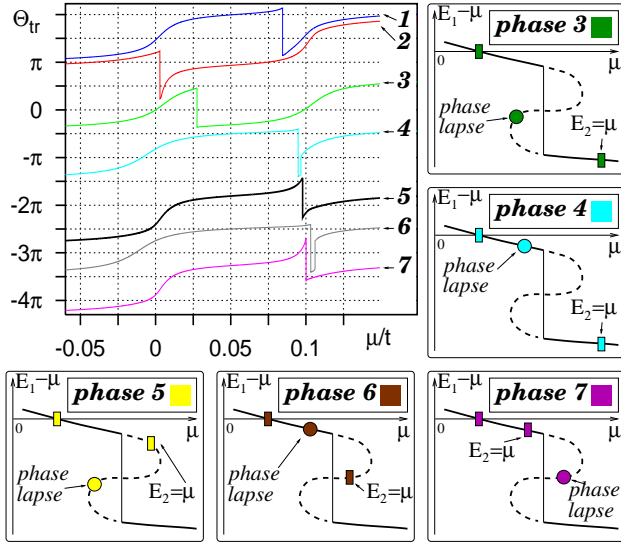 Θtr
π
0
-π
-2π
-3π
-4π
1
2
3
4
5
6
7
-0.05
0
0.05
0.1
μ/t
E1−μ
phase 3
0
μ
phase
lapse
E2=μ
E1−μ
phase 4
0
μ
phase
lapse
E2=μ
E1−μ
phase 5
0
μ
phase
lapse
E2=μ
E1−μ
phase 6
0
μ
phase
lapse
E2=μ
E1−μ
phase 7
0
μ
E2=μ
phase
lapse